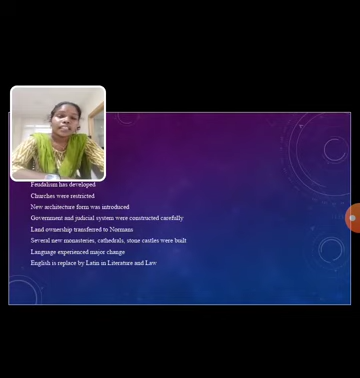 Feudalism has developed
Churches were restricted
New architecture form was introduced
Government and judicial system were constructed carefully
Land ownership transferred to Normans
Several new monasteries, cathedrals, stone castles were built
Language experienced major change
English is replace by Latin in Literature and Law